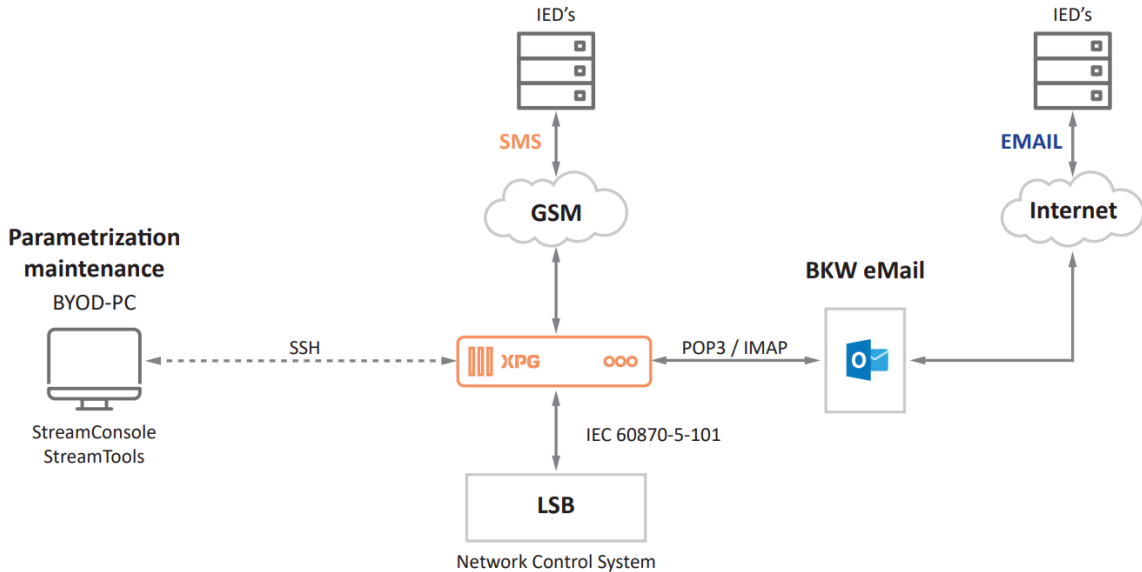 IED's
IED's
SMS
EMAIL
GSM
Internet
Parametrization
maintenance
BYOD-PC
BKW eMail
SSH
XPG
POP3 / IMAP
O
StreamConsole
StreamTools
IEC 60870-5-101
LSB
Network Control System